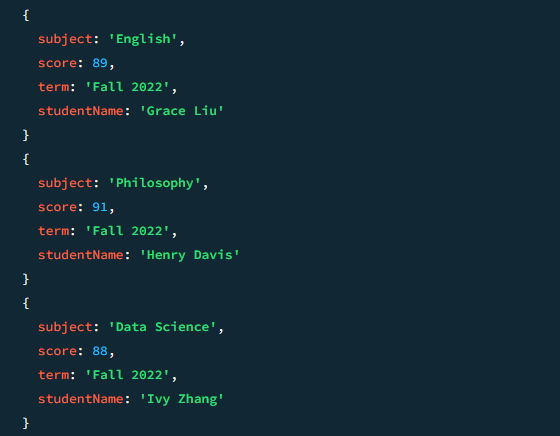 {
subject: 'English',
score: 89,
term: 'Fall 2022',
studentName: 'Grace Liu'
}
{
subject: 'Philosophy',
score: 91,
term: 'Fall 2022',
studentName: 'Henry Davis'
}
{
subject: 'Data Science',
score: 88,
term: 'Fall 2022',
studentName: 'Ivy Zhang'
}